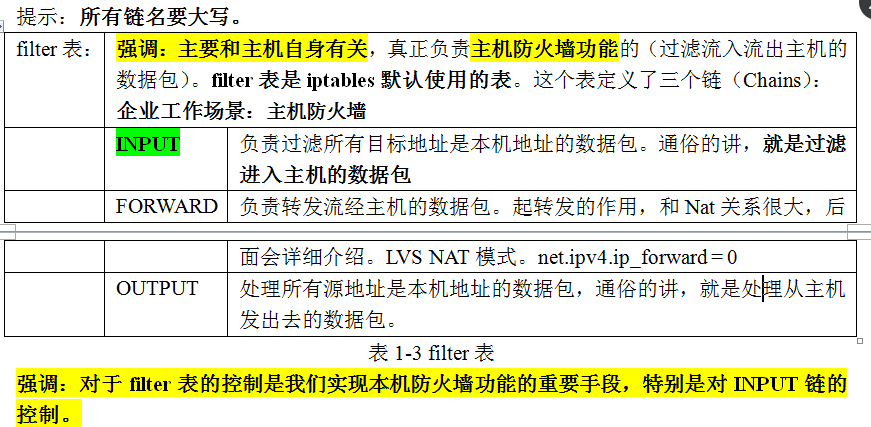 提示：所有链名要大写。
filter 表： 强调：主要和主机自身有关，真正负责主机防火墙功能的（过滤流入流出主机的
数据包）。filter 表是 iptables 默认使用的表。这个表定义了三个链（Chains）：
企业工作场景：主机防火墙
INPUT 负责过滤所有目标地址是本机地址的数据包。通俗的讲，就是过滤
进入主机的数据包
FORWARD 负责转发流经主机的数据包。起转发的作用，和 Nat 关系很大，后
面会详细介绍。LVS NAT 模式。net.ipv4.ip_forward = 0
OUTPUT 处理所有源地址是本机地址的数据包，通俗的讲，就是处理从主机
发出去的数据包。
表 1-3 filter 表
强调：对于 filter 表的控制是我们实现本机防火墙功能的重要手段，特别是对 INPUT 链的
控制。